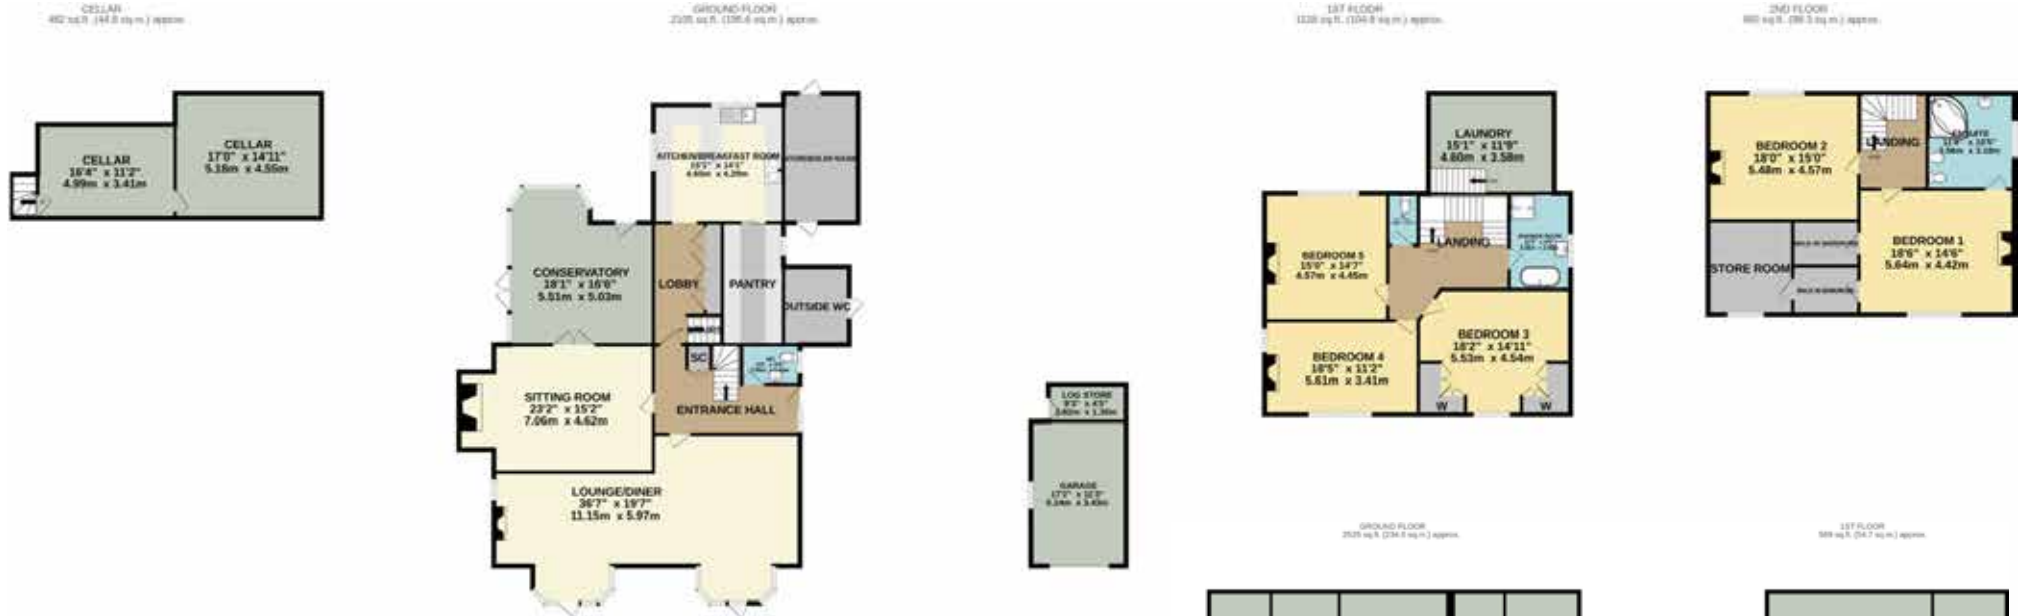 CELLAR
GROUND FLOOR
1ST FLOOR
2ND FLOOR
CELLAR
16'4" x 11'2"
4.99m x 3.41m
CELLAR
17'0" x 14'11"
5.18m x 4.55m
KITCHEN/BREAKFAST ROOM
CONSERVATORY
18'1" x 16'6"
5.51m x 5.03m
LOBBY
PANTRY
OUTSIDE WC
SC
SITTING ROOM
23'2" x 15'2"
7.06m x 4.62m
ENTRANCE HALL
LOUNGE/DINER
36'7" x 19'7"
11.15m x 5.97m
LOG STORE
GARAGE
LAUNDRY
15'1" x 11'9"
4.60m x 3.58m
LANDING
BEDROOM 5
15'0" x 14'7"
4.57m x 4.45m
BEDROOM 3
18'2" x 14'11"
5.53m x 4.54m
BEDROOM 4
18'5" x 11'2"
5.61m x 3.41m
W
W
BEDROOM 2
18'0" x 15'0"
5.48m x 4.57m
LANDING
ENSUITE
BEDROOM 1
18'6" x 14'6"
5.64m x 4.42m
STORE ROOM
GROUND FLOOR
1ST FLOOR